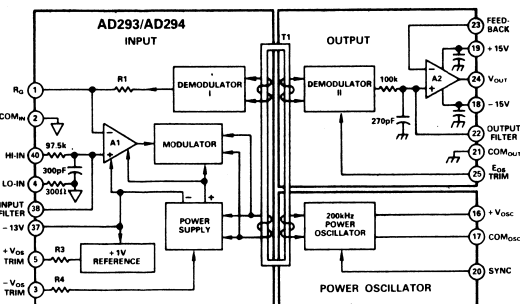 AD293/AD294
INPUT
T1
OUTPUT
23 FEED-
BACK
19 + 15V
R1
RG 1
DEMODULATOR
I
DEMODULATOR
II
100k
A2
24 VOUT
18 - 15V
COMIN 2
270pF
22 OUTPUT
FILTER
97.5k
HI-IN 40
A1
MODULATOR
21 COMOUT
300pF
25 EOS
TRIM
LO-IN 4
300Ω
INPUT
FILTER 38
- 13V 37
POWER
SUPPLY
200kHz
POWER
OSCILLATOR
16 + VOSC
17 COMOSC
+ VOS
TRIM 5
R3
+1V
REFERENCE
20 SYNC
- VOS
TRIM 3
R4
POWER OSCILLATOR